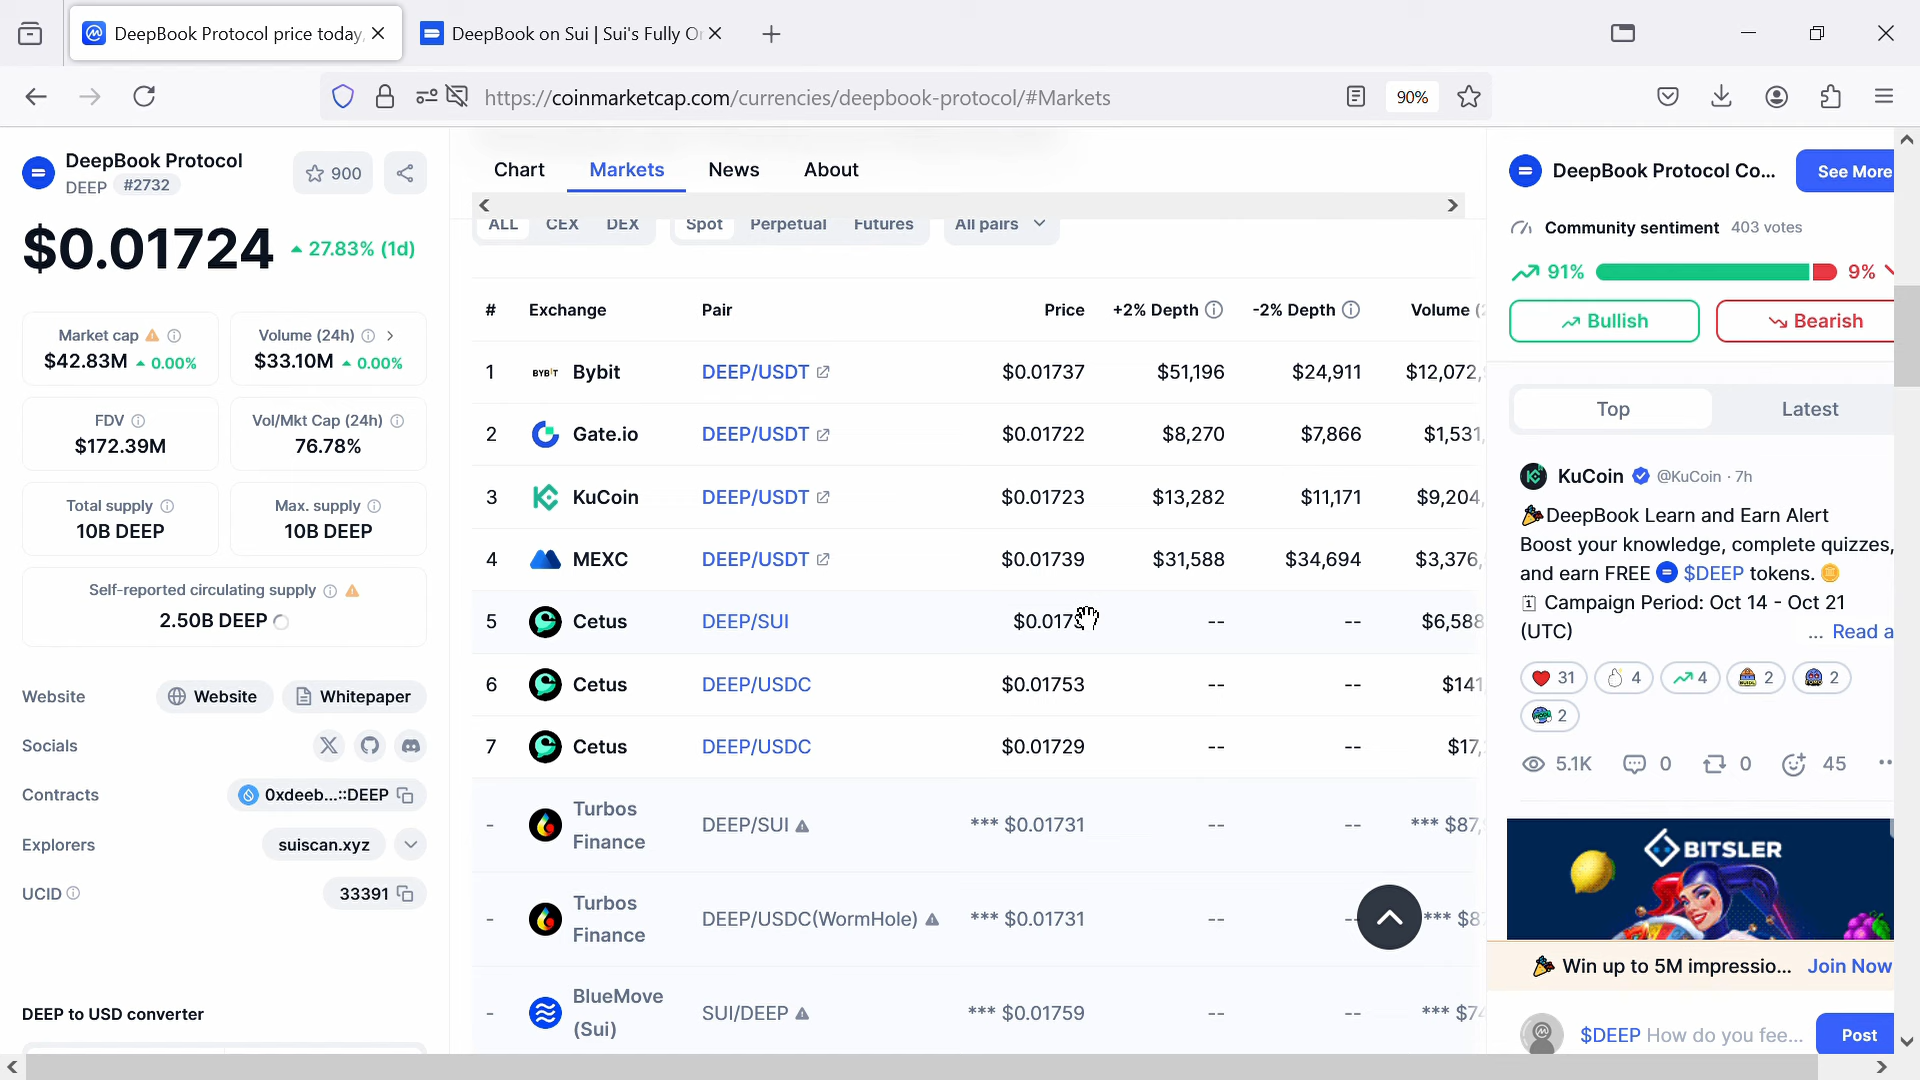 DeepBook Protocol price today,
DeepBook on Sui | Sui's Fully O
https://coinmarketcap.com/currencies/deepbook-protocol/#Markets
90%
DeepBook Protocol
DEEP #2732
900
$0.01724 27.83% (1d)
Market cap
$42.83M 0.00%
Volume (24h)
$33.10M 0.00%
FDV
$172.39M
Vol/Mkt Cap (24h)
76.78%
Total supply
10B DEEP
Max. supply
10B DEEP
Self-reported circulating supply
2.50B DEEP
Website Website Whitepaper
Socials
Contracts 0xdeeb...::DEEP
Explorers suiscan.xyz
UCID 33391
DEEP to USD converter
Chart Markets News About
ALL CEX DEX Spot Perpetual Futures All pairs
# Exchange Pair Price +2% Depth -2% Depth Volume (2
1 BYBIT Bybit DEEP/USDT $0.01737 $51,196 $24,911 $12,072,
2 Gate.io DEEP/USDT $0.01722 $8,270 $7,866 $1,531,
3 KuCoin DEEP/USDT $0.01723 $13,282 $11,171 $9,204,
4 MEXC DEEP/USDT $0.01739 $31,588 $34,694 $3,376,
5 Cetus DEEP/SUI $0.0173 -- -- $6,588
6 Cetus DEEP/USDC $0.01753 -- -- $141
7 Cetus DEEP/USDC $0.01729 -- -- $17,
- Turbos Finance DEEP/SUI *** $0.01731 -- -- *** $87,
- Turbos Finance DEEP/USDC(WormHole) *** $0.01731 -- -- *** $8
- BlueMove (Sui) SUI/DEEP *** $0.01759 -- -- *** $74
DeepBook Protocol Co... See More
Community sentiment 403 votes
91% 9%
Bullish Bearish
Top Latest
KuCoin @KuCoin · 7h
DeepBook Learn and Earn Alert
Boost your knowledge, complete quizzes,
and earn FREE $DEEP tokens.
Campaign Period: Oct 14 - Oct 21
(UTC) ... Read a
31 4 4 2 2
2
5.1K 0 0 45
BITSLER
Win up to 5M impressio... Join Now
$DEEP How do you fee... Post